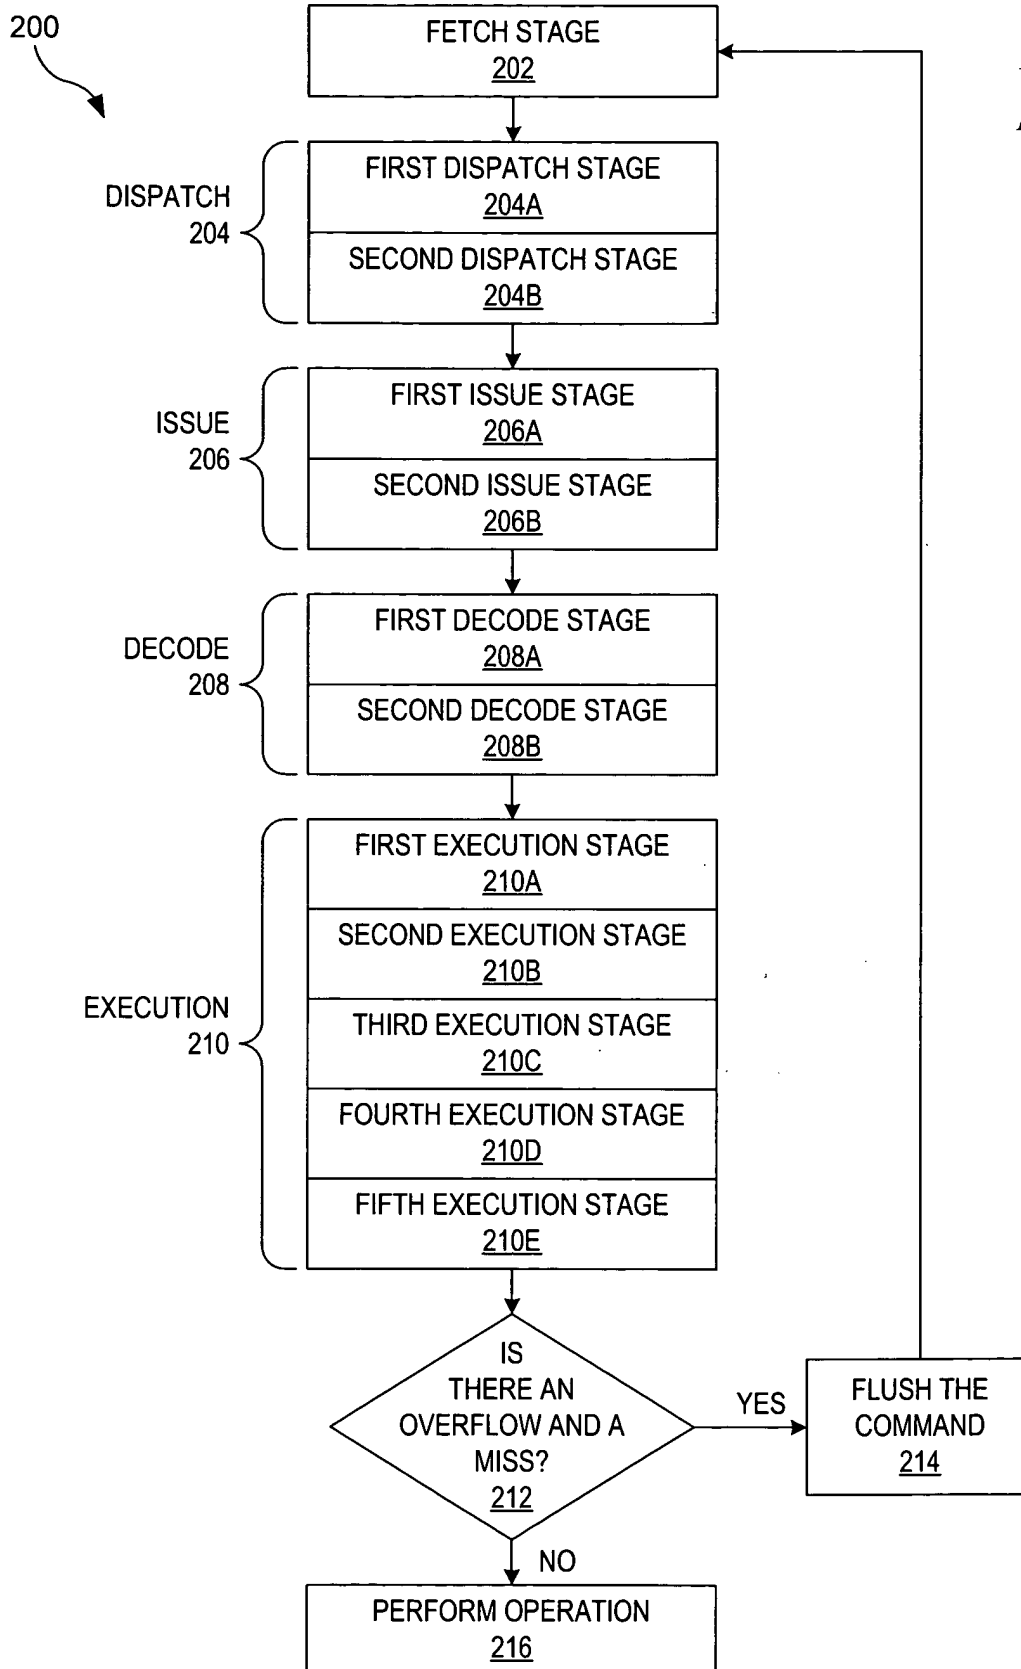 200
FETCH STAGE
202
FIRST DISPATCH STAGE
204A
DISPATCH
204
SECOND DISPATCH STAGE
204B
FIRST ISSUE STAGE
206A
ISSUE
206
SECOND ISSUE STAGE
206B
FIRST DECODE STAGE
208A
DECODE
208
SECOND DECODE STAGE
208B
FIRST EXECUTION STAGE
210A
SECOND EXECUTION STAGE
210B
EXECUTION
210
THIRD EXECUTION STAGE
210C
FOURTH EXECUTION STAGE
210D
FIFTH EXECUTION STAGE
210E
IS
THERE AN
OVERFLOW AND A
MISS?
212
YES
FLUSH THE
COMMAND
214
NO
PERFORM OPERATION
216